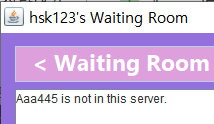 hsk123's Waiting Room
< Waiting Room
Aaa445 is not in this server.